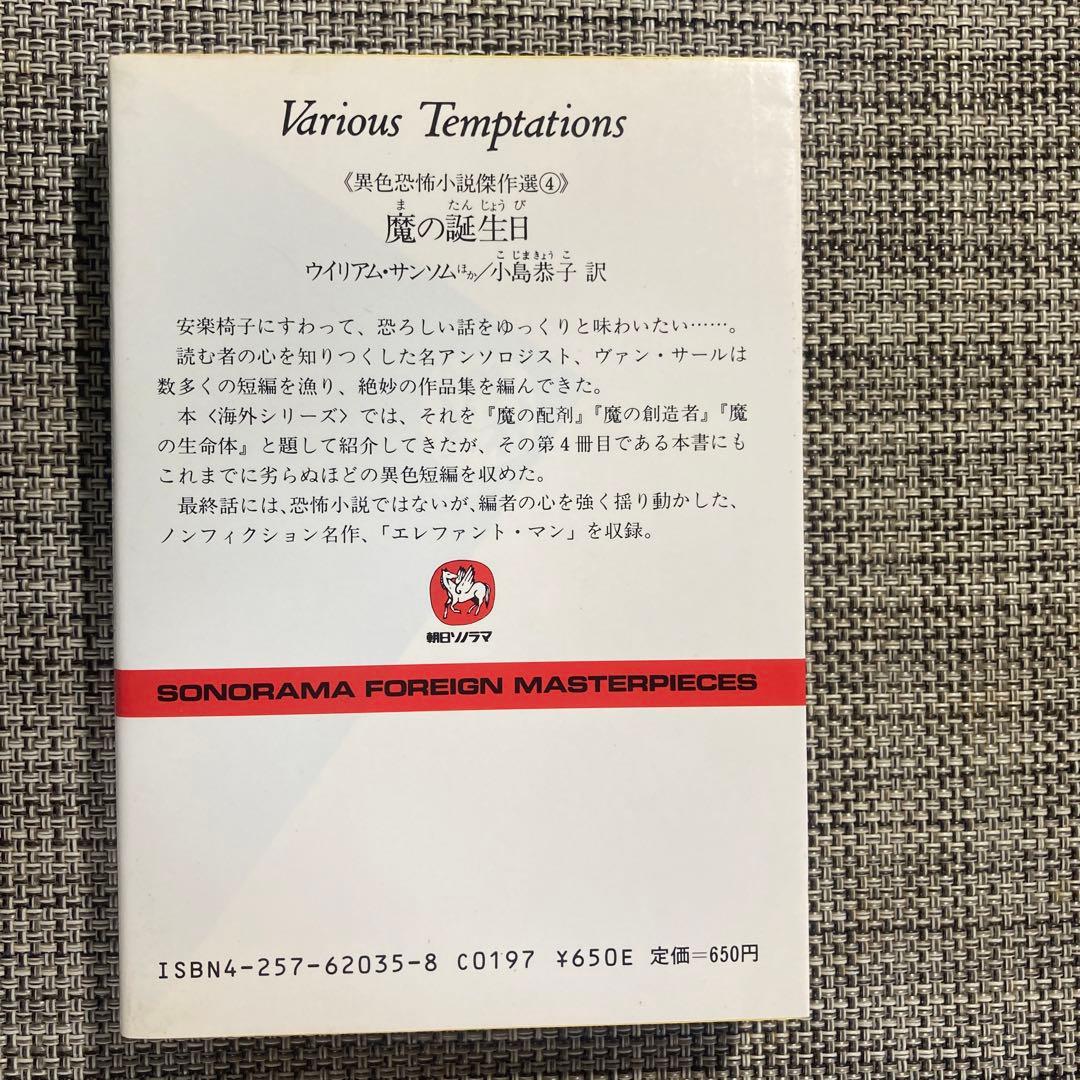 Various Temptations
《異色恐怖小説傑作選④》
ま たんじょう び
魔の誕生日
こ じま きょう こ
ウイリアム・サンソムほか/小島恭子 訳
安楽椅子にすわって、恐ろしい話をゆっくりと味わいたい……。
読む者の心を知りつくした名アンソロジスト、ヴァン・サールは
数多くの短編を漁り、絶妙の作品集を編んできた。
本〈海外シリーズ〉では、それを『魔の配剤』『魔の創造者』『魔
の生命体』と題して紹介してきたが、その第4冊目である本書にも
これまでに劣らぬほどの異色短編を収めた。
最終話には、恐怖小説ではないが、編者の心を強く揺り動かした、
ノンフィクション名作、「エレファント・マン」を収録。
朝日ソノラマ
SONORAMA FOREIGN MASTERPIECES
ISBN4-257-62035-8 C0197 ¥650E 定価=650円